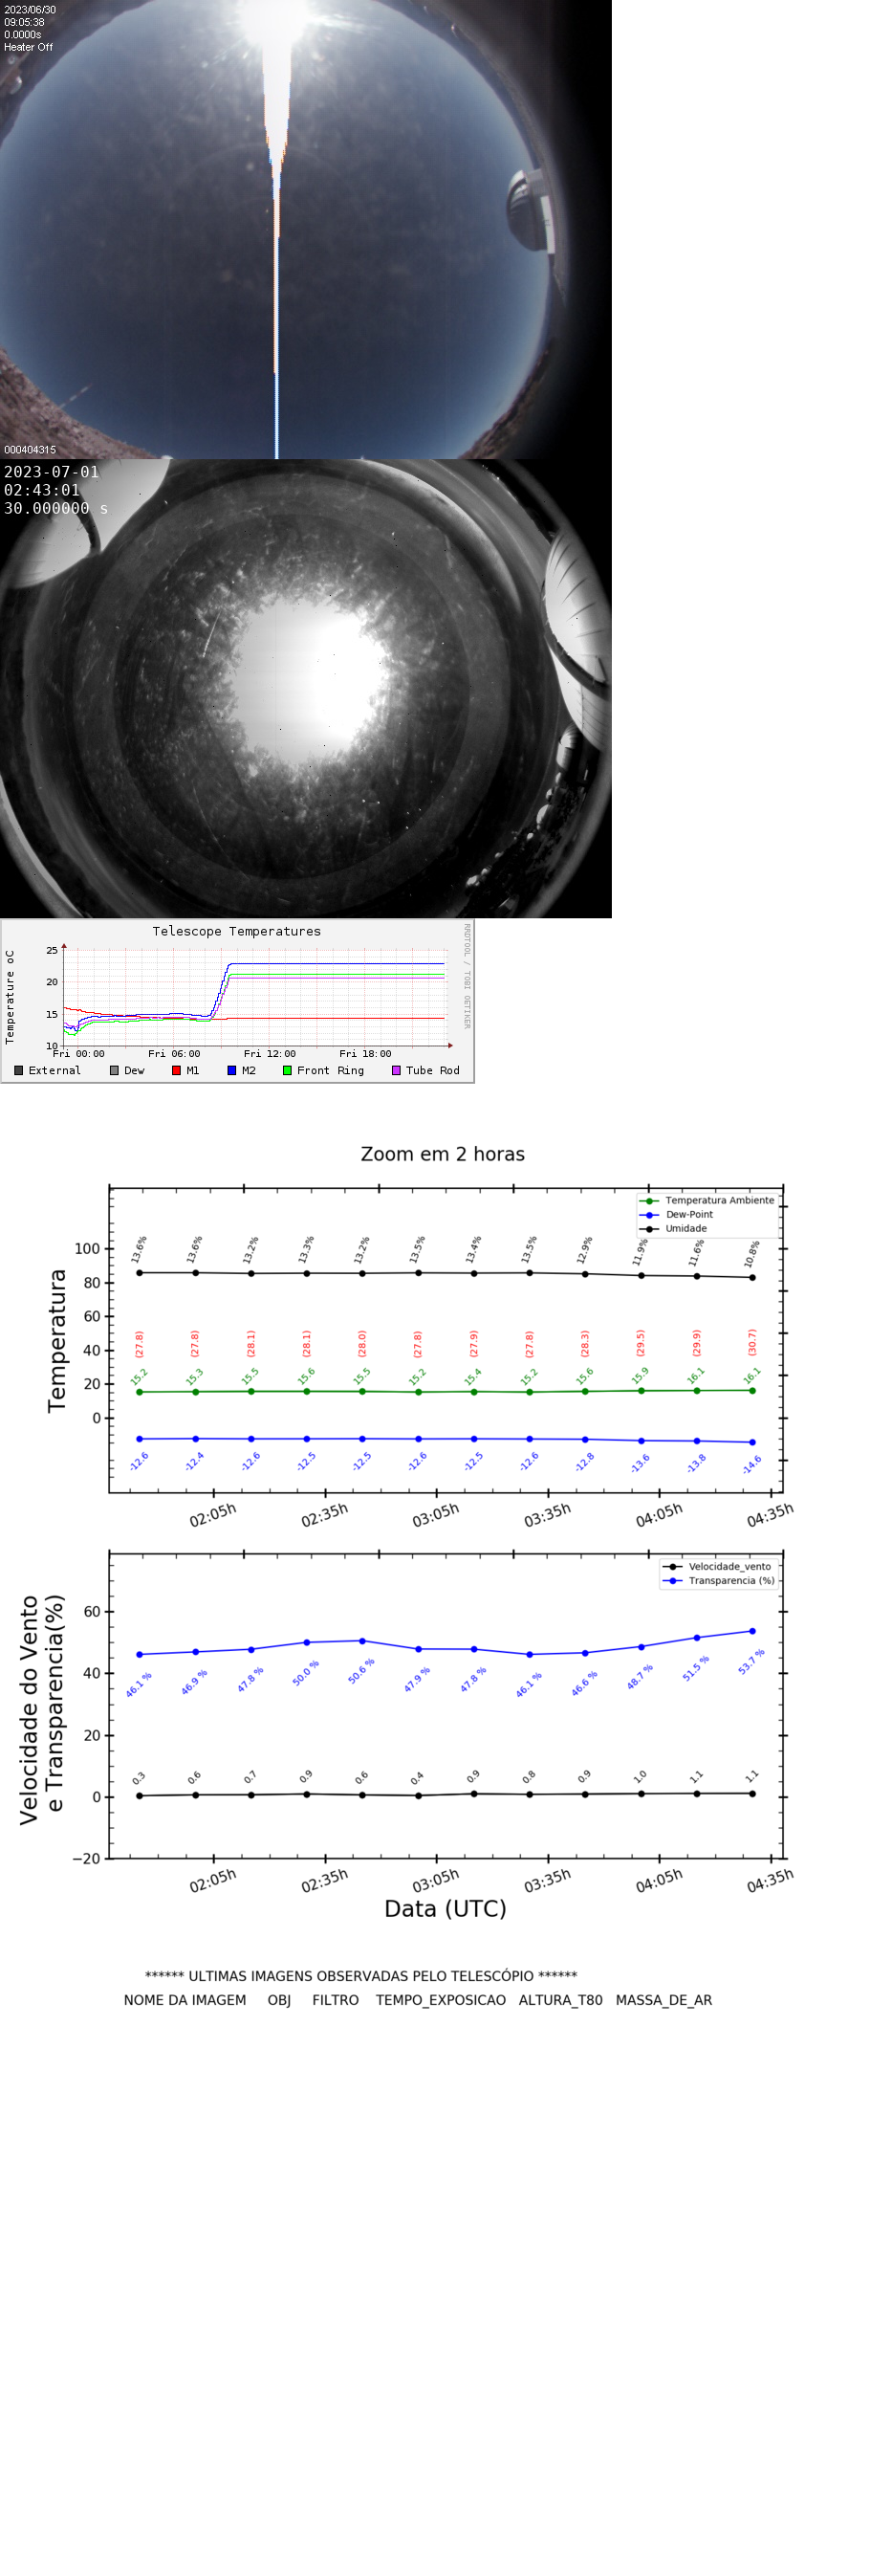 2023/06/30
09:05:38
0.0000s
Heater Off
000404315
2023-07-01
02:43:01
30.000000 s
Telescope Temperatures
RRDTOOL / TOBI OETIKER
Temperature oC
25
20
15
10
Fri 00:00 Fri 06:00 Fri 12:00 Fri 18:00
External Dew M1 M2 Front Ring Tube Rod
Zoom em 2 horas
Temperatura Ambiente
Dew-Point
Umidade
Temperatura
100
80
60
40
20
0
13.6% 13.6% 13.2% 13.3% 13.2% 13.5% 13.4% 13.5% 12.9% 11.9% 11.6% 10.8%
(27.8) (27.8) (28.1) (28.1) (28.0) (27.8) (27.9) (27.8) (28.3) (29.5) (29.9) (30.7)
15.2 15.3 15.5 15.6 15.5 15.2 15.4 15.2 15.6 15.9 16.1 16.1
-12.6 -12.4 -12.6 -12.5 -12.5 -12.6 -12.5 -12.6 -12.8 -13.6 -13.8 -14.6
02:05h 02:35h 03:05h 03:35h 04:05h 04:35h
Velocidade_vento
Transparencia (%)
Velocidade do Vento
e Transparencia(%)
60
40
20
0
−20
46.1 % 46.9 % 47.8 % 50.0 % 50.6 % 47.9 % 47.8 % 46.1 % 46.6 % 48.7 % 51.5 % 53.7 %
0.3 0.6 0.7 0.9 0.6 0.4 0.9 0.8 0.9 1.0 1.1 1.1
02:05h 02:35h 03:05h 03:35h 04:05h 04:35h
Data (UTC)
****** ULTIMAS IMAGENS OBSERVADAS PELO TELESCÓPIO ******
NOME DA IMAGEM OBJ FILTRO TEMPO_EXPOSICAO ALTURA_T80 MASSA_DE_AR